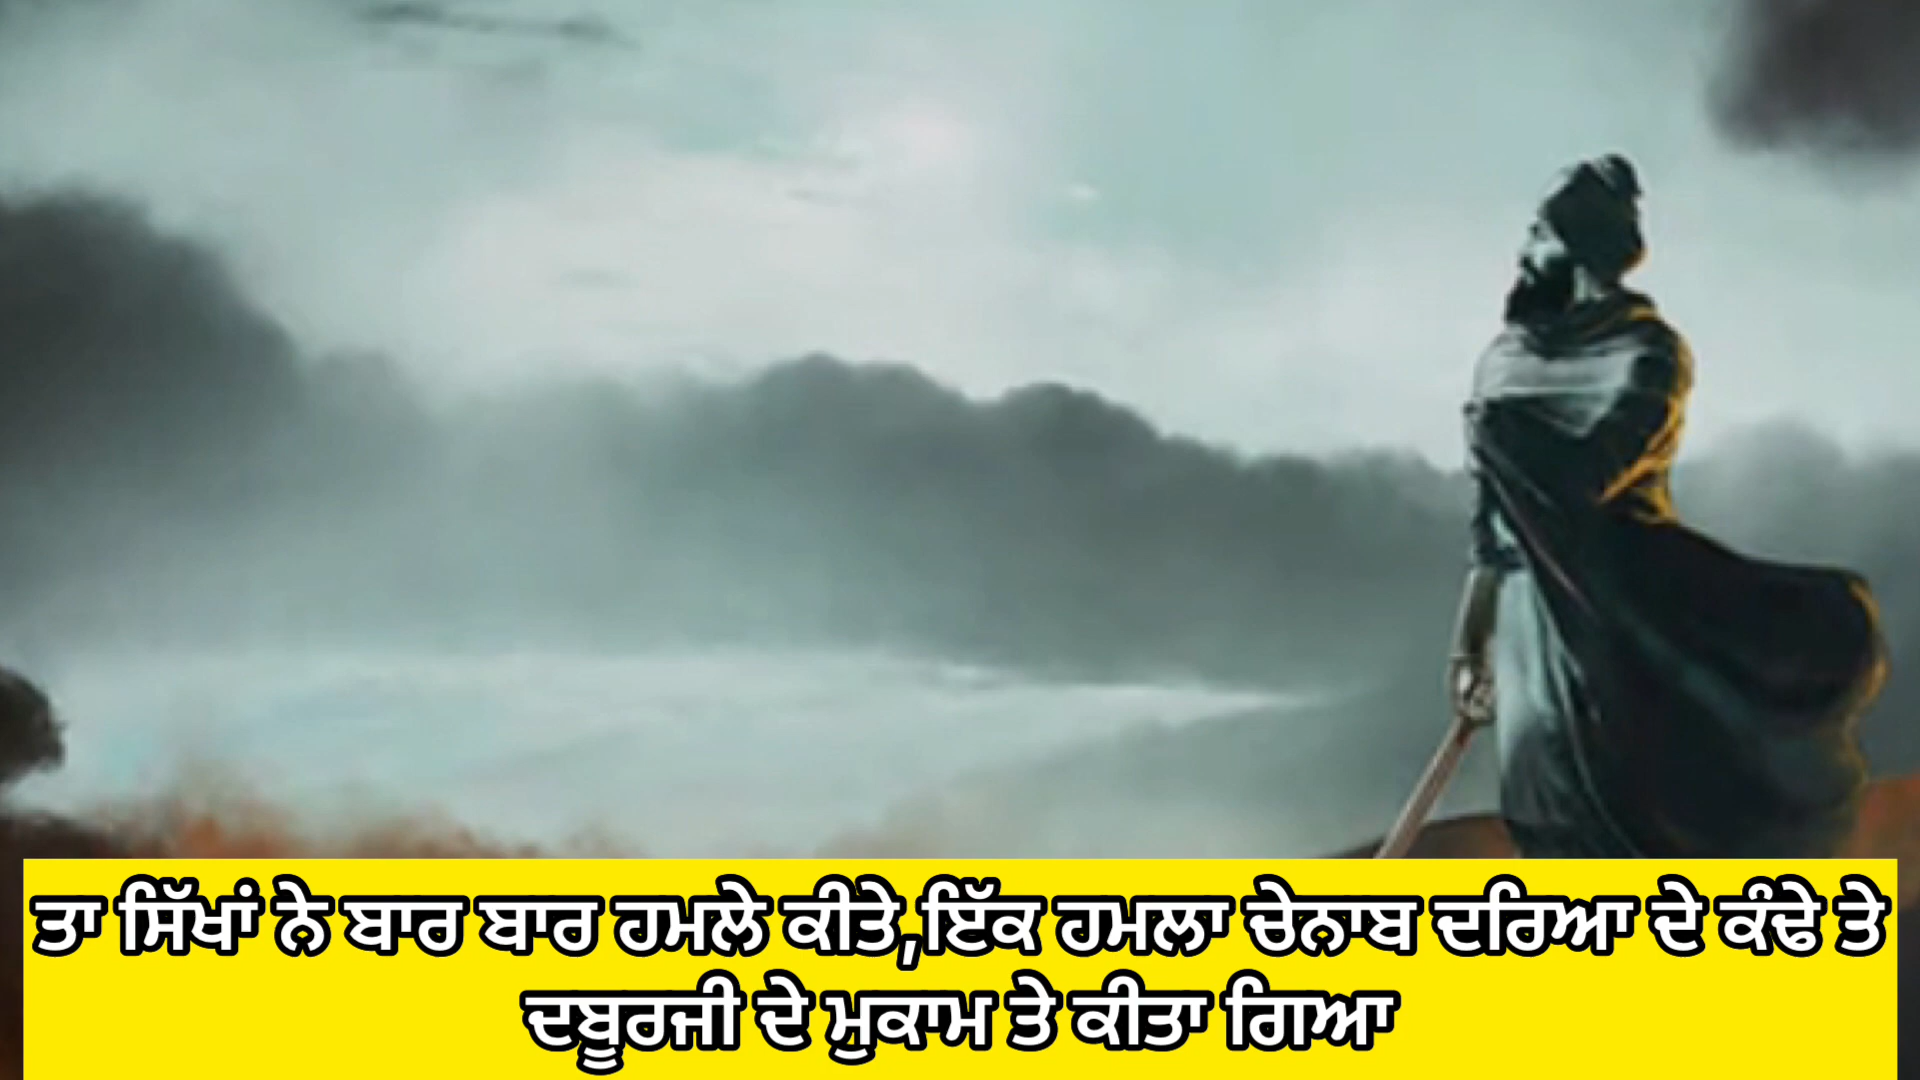 ਤਾ ਸਿੱਖਾਂ ਨੇ ਬਾਰ ਬਾਰ ਹਮਲੇ ਕੀਤੇ,ਇੱਕ ਹਮਲਾ ਚੇਨਾਬ ਦਰਿਆ ਦੇ ਕੰਢੇ ਤੇ
ਦਬੂਰਜੀ ਦੇ ਮੁਕਾਮ ਤੇ ਕੀਤਾ ਗਿਆ